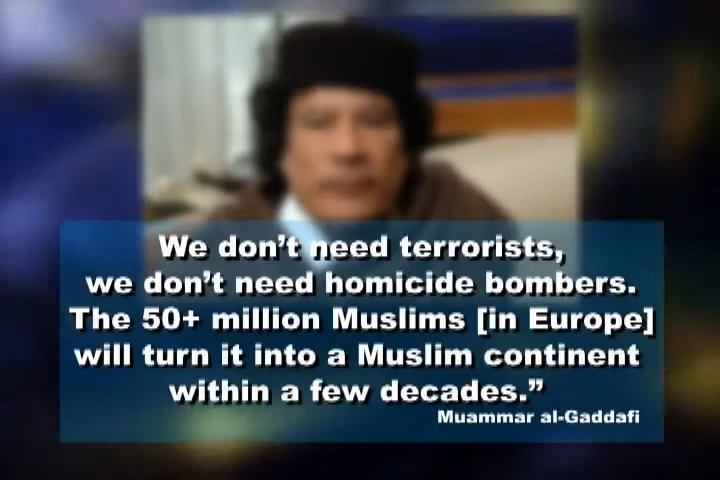 We don't need terrorists,
we don't need homicide bombers.
The 50+ million Muslims [in Europe]
will turn it into a Muslim continent
within a few decades.”
Muammar al-Gaddafi